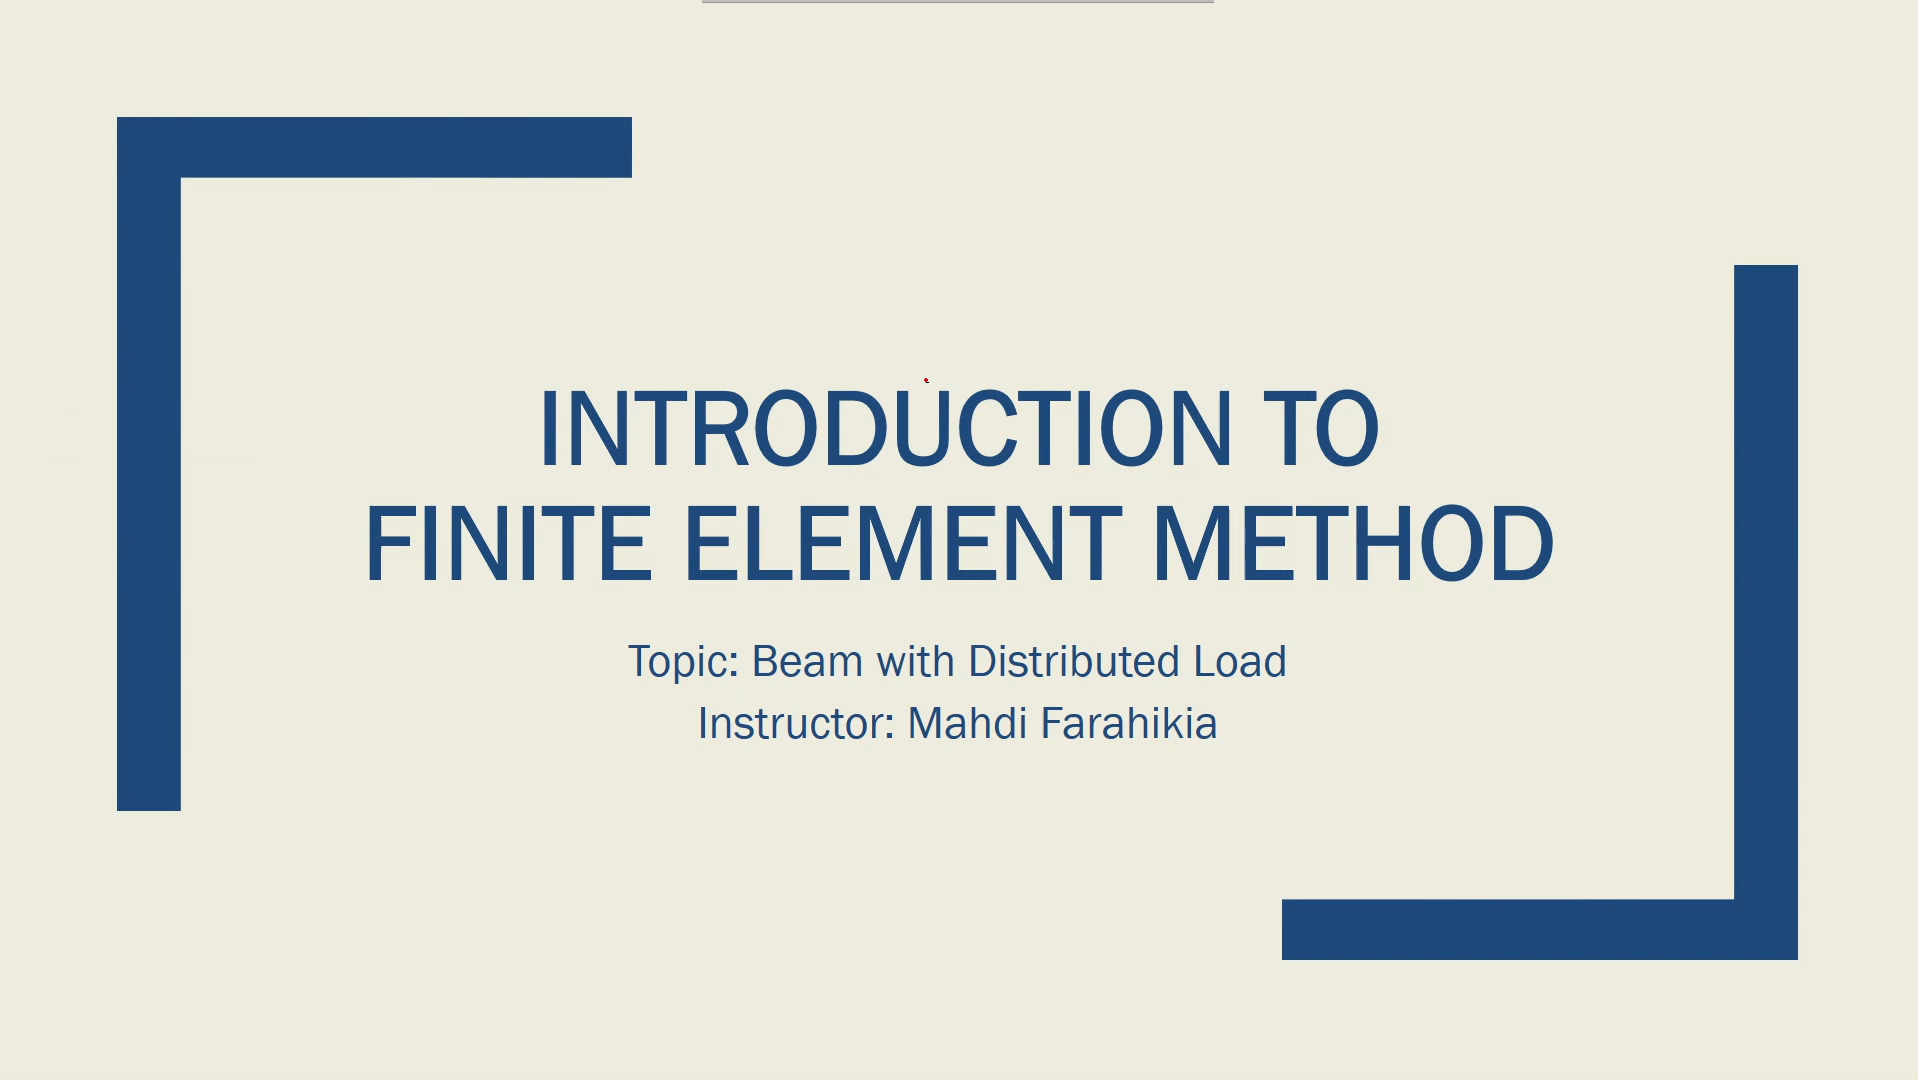 INTRODUCTION TO
FINITE ELEMENT METHOD
Topic: Beam with Distributed Load
Instructor: Mahdi Farahikia